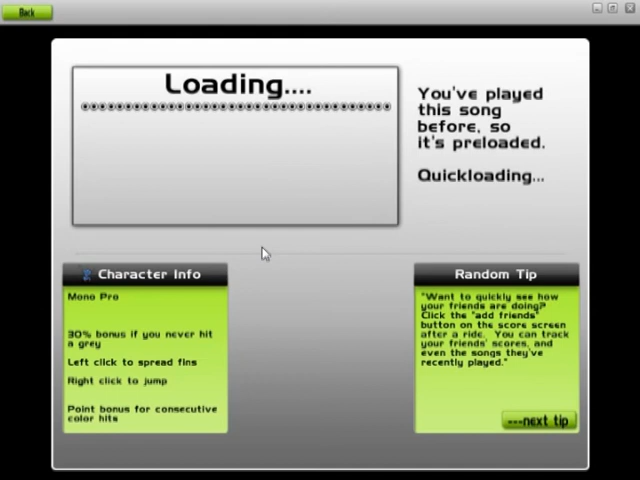 Back
Loading....
You've played
this song
before, so
it's preloaded.
Quickloading...
Character Info
Mono Pro
30% bonus if you never hit
a grey
Left click to spread fins
Right click to jump
Point bonus for consecutive
color hits
Random Tip
"Want to quickly see how
your friends are doing?
Click the "add friends"
button on the score screen
after a ride. You can track
your friends' scores, and
even the songs they've
recently played."
---next tip